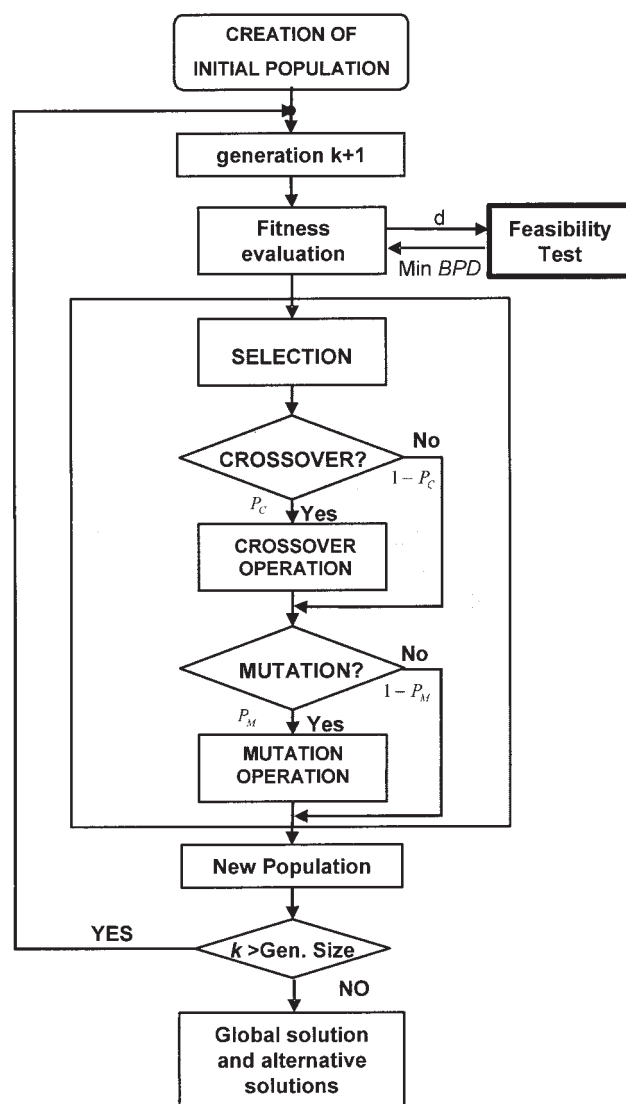 CREATION OF
INITIAL POPULATION
generation k+1
Fitness
evaluation
d
Min BPD
Feasibility
Test
SELECTION
CROSSOVER?
No
1 − P_C
P_C
Yes
CROSSOVER
OPERATION
MUTATION?
No
1 − P_M
P_M
Yes
MUTATION
OPERATION
New Population
YES
k >Gen. Size
NO
Global solution
and alternative
solutions